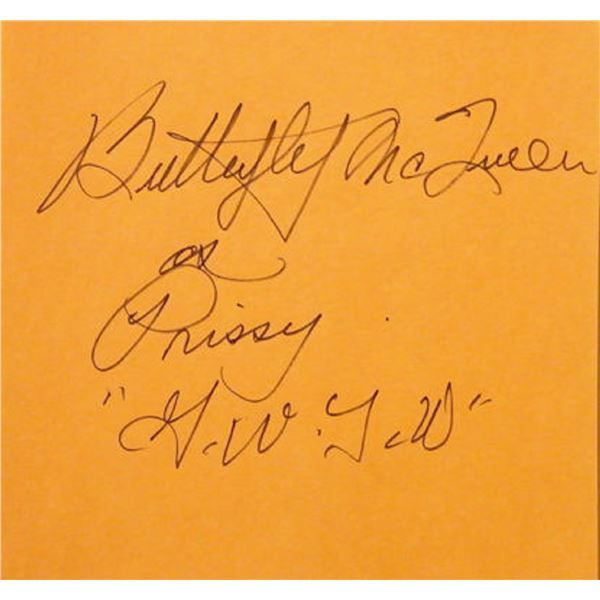 Butterfly McQueen
as
Prissy
"G.W.T.W"